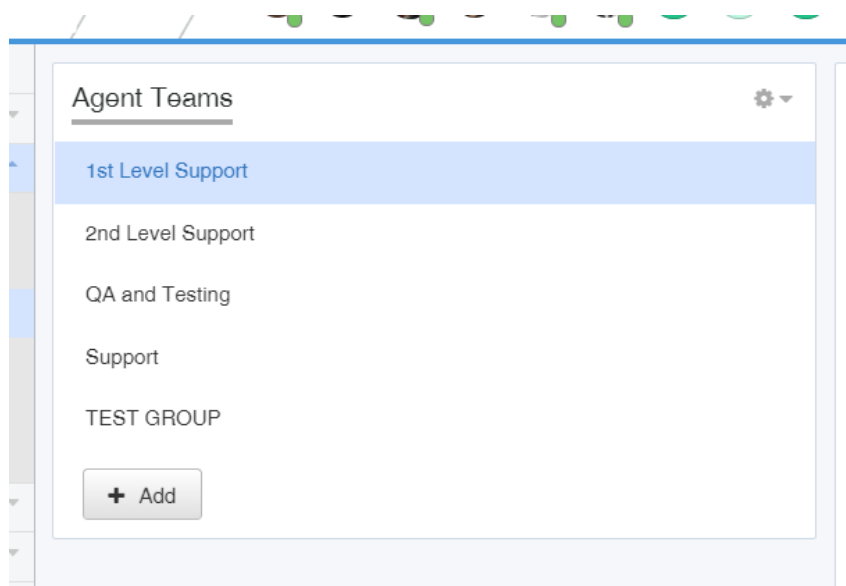 Agent Teams
1st Level Support
2nd Level Support
QA and Testing
Support
TEST GROUP
Add